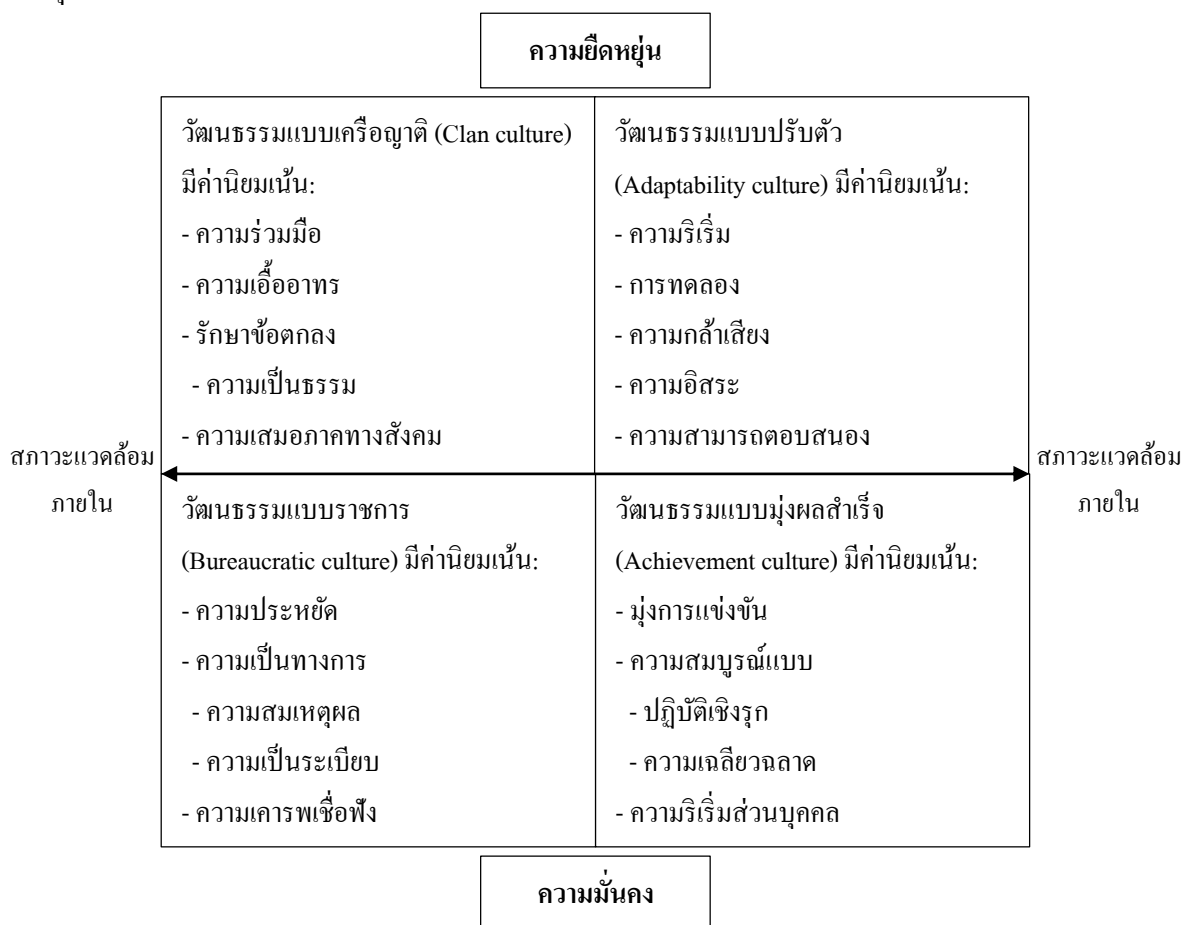 ความยืดหยุ่น
วัฒนธรรมแบบเครือญาติ (Clan culture)
มีค่านิยมเน้น:
- ความร่วมมือ
- ความเอื้ออาทร
- รักษาข้อตกลง
- ความเป็นธรรม
- ความเสมอภาคทางสังคม
วัฒนธรรมแบบปรับตัว
(Adaptability culture) มีค่านิยมเน้น:
- ความริเริ่ม
- การทดลอง
- ความกล้าเสี่ยง
- ความอิสระ
- ความสามารถตอบสนอง
สภาวะแวดล้อม
ภายใน
สภาวะแวดล้อม
ภายใน
วัฒนธรรมแบบราชการ
(Bureaucratic culture) มีค่านิยมเน้น:
- ความประหยัด
- ความเป็นทางการ
- ความสมเหตุผล
- ความเป็นระเบียบ
- ความเคารพเชื่อฟัง
วัฒนธรรมแบบมุ่งผลสำเร็จ
(Achievement culture) มีค่านิยมเน้น:
- มุ่งการแข่งขัน
- ความสมบูรณ์แบบ
- ปฏิบัติเชิงรุก
- ความเฉลียวฉลาด
- ความริเริ่มส่วนบุคคล
ความมั่นคง